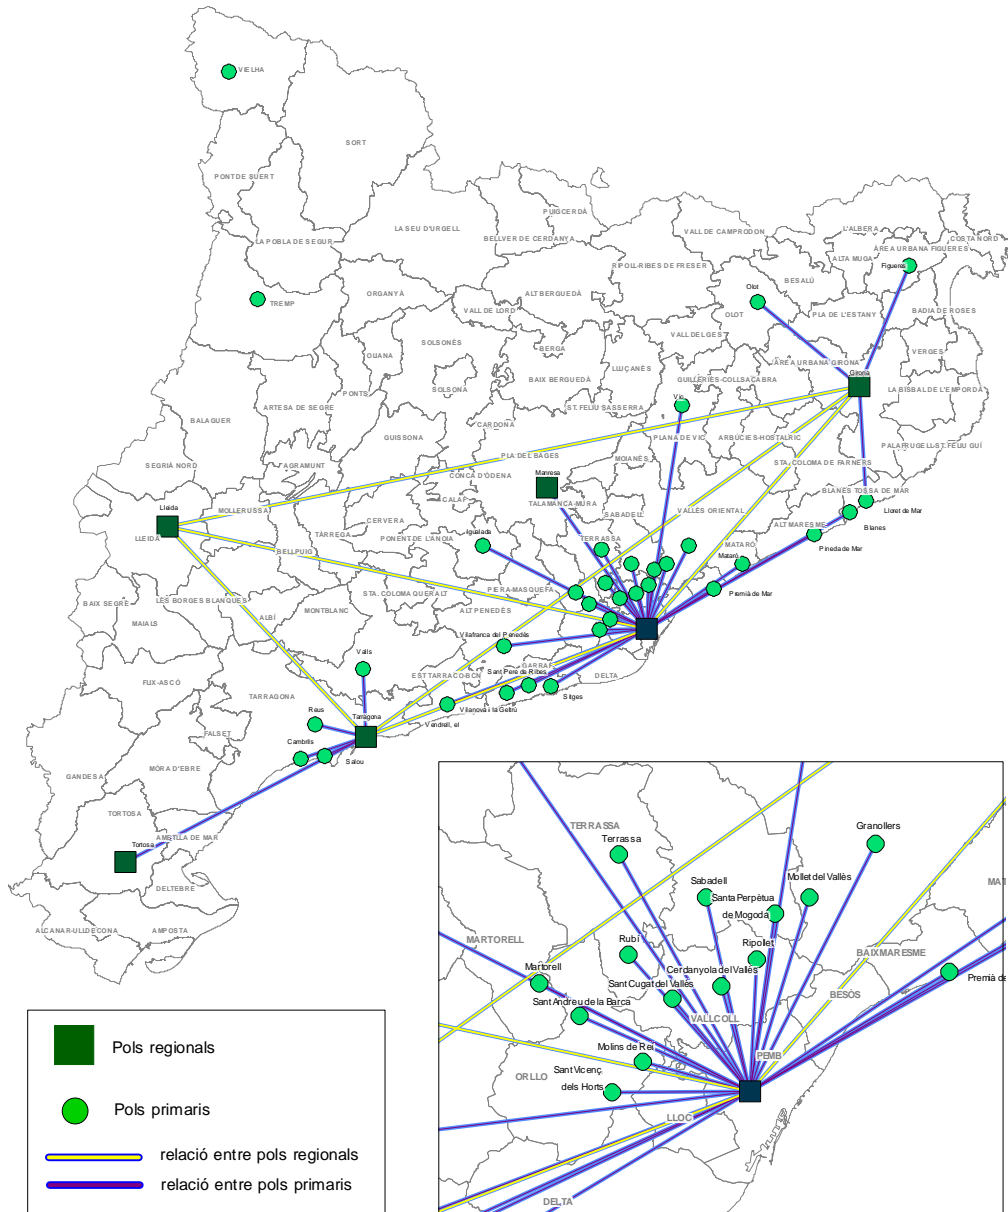 VIELHA
SORT
PONT DE SUERT
PUIGCERDÀ
LA SEU D'URGELL
VALL DE CAMPRODON
L'ALBERA
COSTA NORD
LA POBLA DE SEGUR
BELLVER DE CERDANYA
ÀREA URBANA FIGUERES
ALTA MUGA
Figueres
RIPOLL-RIBES DE FRESER
BESALÚ
Olot
TREMP
ORGANYÀ
ALT BERGUEDÀ
VALL DE LORD
OLOT
PLA DE L'ESTANY
BADIA DE ROSES
VALL DEL GES
SOLSONÈS
BERGA
VERGES
LLUÇANÈS
ÀREA URBANA GIRONA
Girona
BAIX BERGUEDÀ
GUILLERIES-COLLSACABRA
SOLSONA
PONTS
LA BISBAL DE L'EMPORDÀ
Vic
ARTESA DE SEGRE
ST. FELIU SASSERRA
BALAGUER
CARDONA
GUISSONA
PLANA DE VIC
ARBÚCIES-HOSTALRIC
PALAFRUGELL-ST. FELIU GUÍ
PLA DEL BAGES
MOIANÈS
STA. COLOMA DE FARNERS
SEGRIÀ NORD
AGRAMUNT
Manresa
CONCA D'ÒDENA
BLANES TOSSA DE MAR
CALAF
TALAMANCA-MURA
Lleida
MOLLERUSSA
SABADELL
VALLÈS ORIENTAL
Lloret de Mar
CERVERA
ALT MARESME
Blanes
LLEIDA
TÀRREGA
PONENT DE L'ANOIA
Igualada
TERRASSA
MATARÓ
Pineda de Mar
BELLPUIG
Mataró
STA. COLOMA QUERALT
PIERA-MASQUEFA
Premià de Mar
BAIX SEGRE
LES BORGES BLANQUES
MONTBLANC
ALT PENEDÈS
ALBÍ
MAIALS
Vilafranca del Penedès
Valls
GARRAF
Sant Pere de Ribes
EST TARRACO-BCN
DELTA
FLIX-ASCÓ
TARRAGONA
Sitges
Vilanova i la Geltrú
Reus
Tarragona
Vendrell, el
FALSET
Cambrils
Salou
MÓRA D'EBRE
GANDESA
TORTOSA
AMETLLA DE MAR
Tortosa
DELTEBRE
ALCANAR-ULLDECONA
AMPOSTA
TERRASSA
Terrassa
Granollers
Sabadell
Mollet del Vallès
Santa Perpètua
de Mogoda
MARTORELL
Rubí
Ripollet
BAIX MARESME
Martorell
Cerdanyola del Vallès
Sant Cugat del Vallès
BESÒS
Sant Andreu de la Barca
VALLCOLL
Molins de Rei
PEMB
ORLLO
Sant Vicenç
dels Horts
LLOC
DELTA
Pols regionals
Pols primaris
relació entre pols regionals
relació entre pols primaris